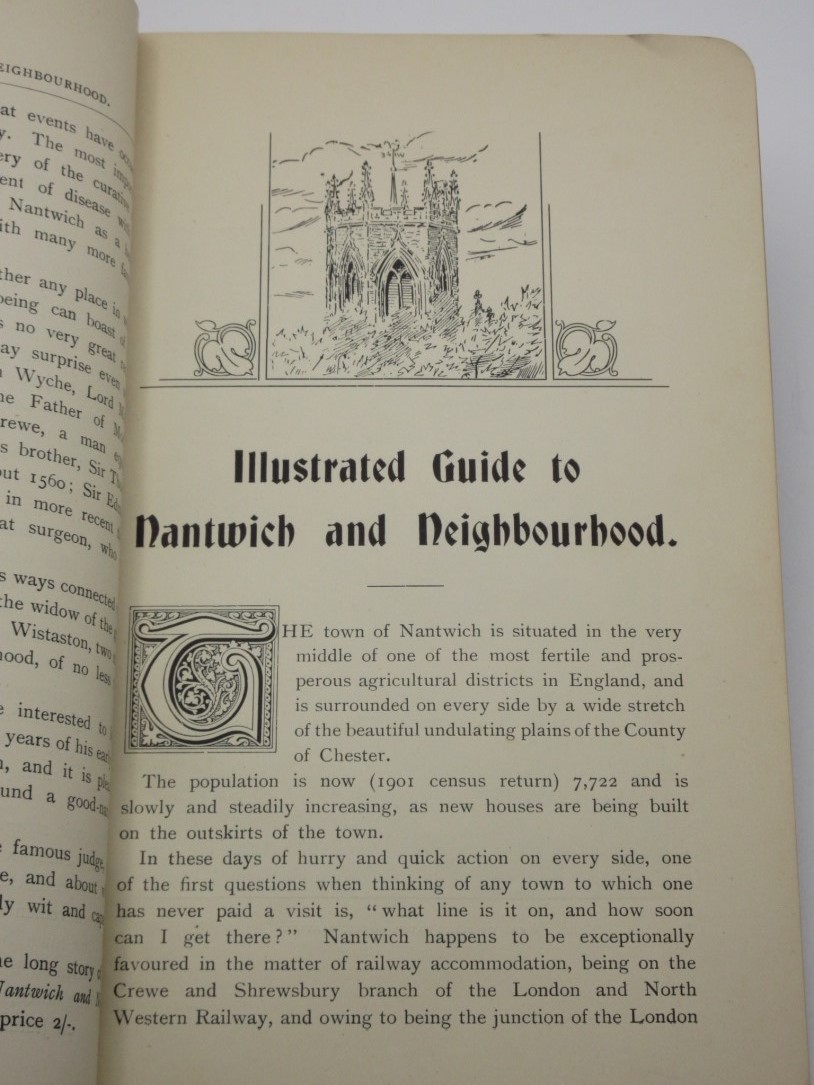 EIGHBOURHOOD.
at events have
y. The most
ery of the curative
ent of disease
Nantwich as a
ith many more
ther any place in
being can boast
s no very great
ay surprise even
Wyche, Lord
e Father of
rewe, a man
s brother, Sir
out 1560; Sir
in more recent
at surgeon,
s ways connected
the widow of the
Wistaston, two
hood, of no less
e interested to
years of his
, and it is
und a
e famous judge,
e, and about
ly wit and
e long story
Nantwich and
price 2/-.
Illustrated Guide to
Nantwich and Neighbourhood.
THE town of Nantwich is situated in the very
middle of one of the most fertile and pros-
perous agricultural districts in England, and
is surrounded on every side by a wide stretch
of the beautiful undulating plains of the County
of Chester.
The population is now (1901 census return) 7,722 and is
slowly and steadily increasing, as new houses are being built
on the outskirts of the town.
In these days of hurry and quick action on every side, one
of the first questions when thinking of any town to which one
has never paid a visit is, "what line is it on, and how soon
can I get there?" Nantwich happens to be exceptionally
favoured in the matter of railway accommodation, being on the
Crewe and Shrewsbury branch of the London and North
Western Railway, and owing to being the junction of the London